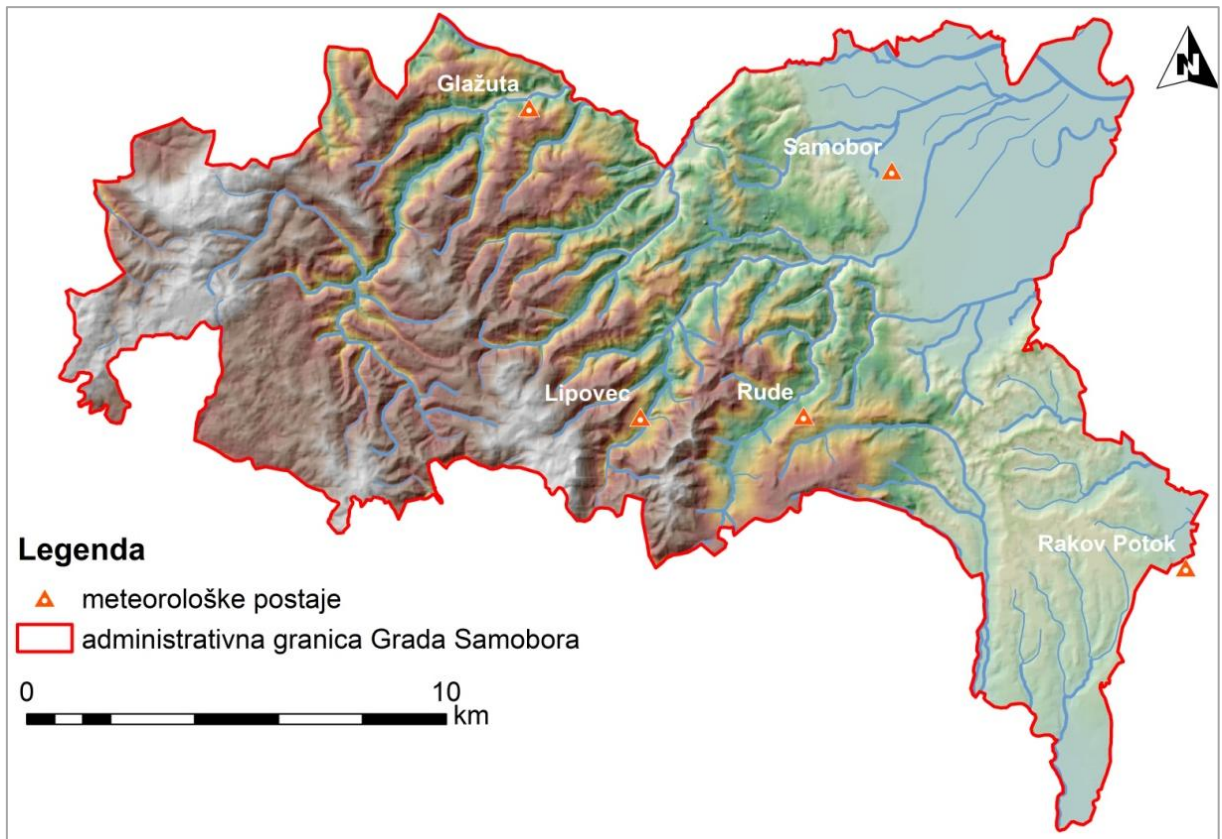 N
Glažuta
Samobor
Lipovec
Rude
Rakov Potok
Legenda
meteorološke postaje
administrativna granica Grada Samobora
0 10
km